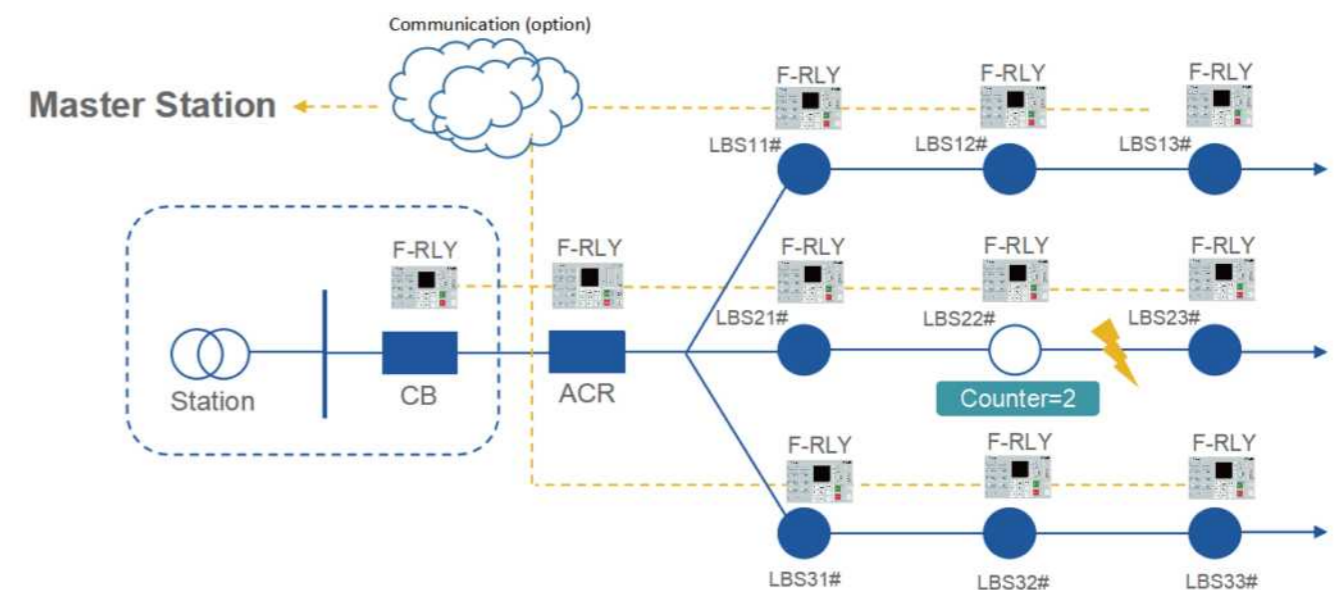 Communication (option)
Master Station
F-RLY
F-RLY
F-RLY
LBS11#
LBS12#
LBS13#
F-RLY
F-RLY
F-RLY
F-RLY
F-RLY
LBS21#
LBS22#
LBS23#
Station
CB
ACR
Counter=2
F-RLY
F-RLY
F-RLY
LBS31#
LBS32#
LBS33#